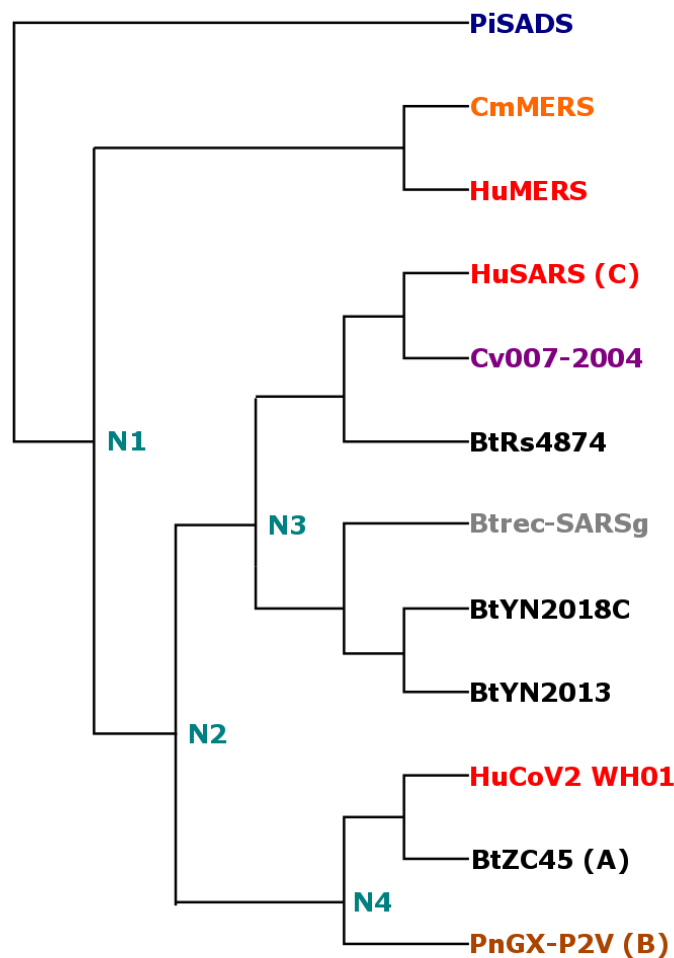 PiSADS
CmMERS
HuMERS
HuSARS (C)
Cv007-2004
N1
BtRs4874
N3
Btrec-SARSg
BtYN2018C
BtYN2013
N2
HuCoV2 WH01
BtZC45 (A)
N4
PnGX-P2V (B)